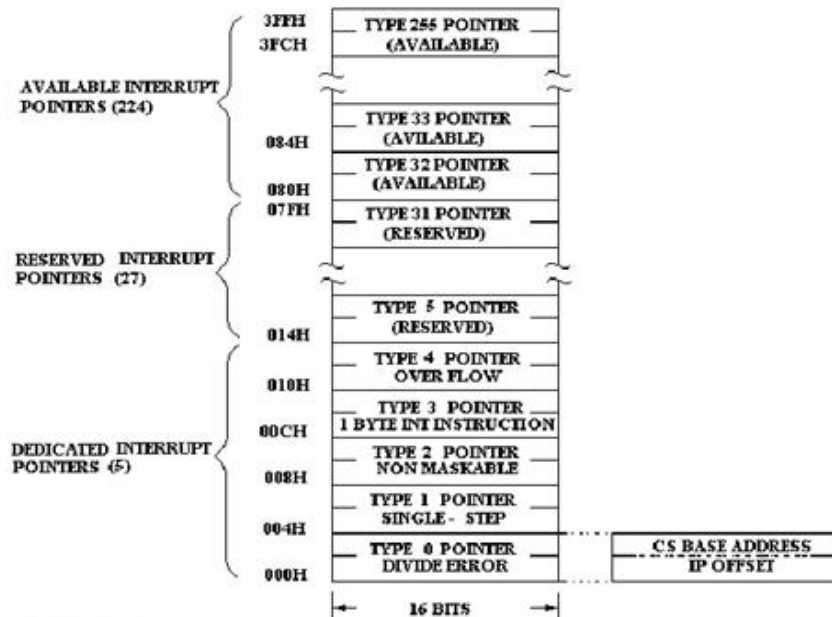 3FFH
TYPE 255 POINTER
3FCH
(AVAILABLE)
AVAILABLE INTERRUPT
POINTERS (224)
TYPE 33 POINTER
084H
(AVILABLE)
TYPE 32 POINTER
(AVAILABLE)
080H
07FH
TYPE 31 POINTER
(RESERVED)
RESERVED INTERRUPT
POINTERS (27)
TYPE 5 POINTER
(RESERVED)
014H
TYPE 4 POINTER
OVER FLOW
010H
TYPE 3 POINTER
1 BYTE INT INSTRUCTION
00CH
DEDICATED INTERRUPT
POINTERS (5)
TYPE 2 POINTER
NON MASKABLE
008H
TYPE 1 POINTER
SINGLE - STEP
004H
TYPE 0 POINTER
DIVIDE ERROR
000H
CS BASE ADDRESS
IP OFFSET
16 BITS